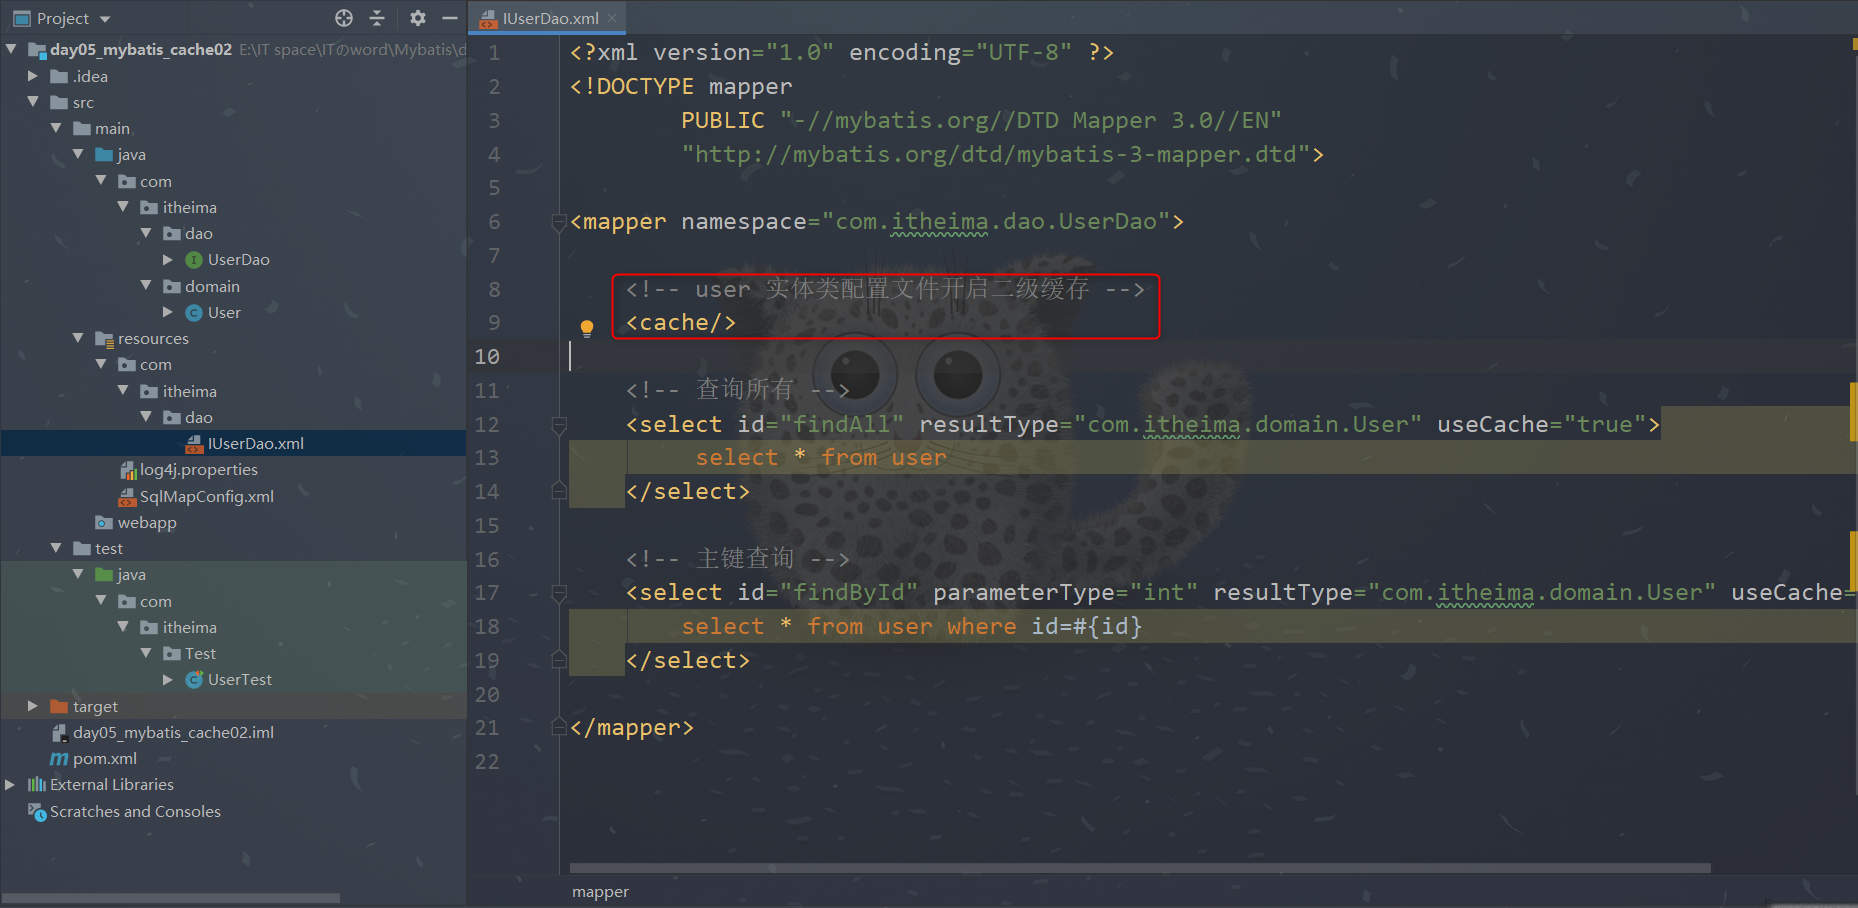 Project
day05_mybatis_cache02 E:\IT space\ITのword\Mybatis\d
.idea
src
main
java
com
itheima
dao
UserDao
domain
User
resources
com
itheima
dao
IUserDao.xml
log4j.properties
SqlMapConfig.xml
webapp
test
java
com
itheima
Test
UserTest
target
day05_mybatis_cache02.iml
pom.xml
External Libraries
Scratches and Consoles
IUserDao.xml
1 <?xml version="1.0" encoding="UTF-8" ?>
2 <!DOCTYPE mapper
3 PUBLIC "-//mybatis.org//DTD Mapper 3.0//EN"
4 "http://mybatis.org/dtd/mybatis-3-mapper.dtd">
5
6 <mapper namespace="com.itheima.dao.UserDao">
7
8 <!-- user 实体类配置文件开启二级缓存 -->
9 <cache/>
10
11 <!-- 查询所有 -->
12 <select id="findAll" resultType="com.itheima.domain.User" useCache="true">
13 select * from user
14 </select>
15
16 <!-- 主键查询 -->
17 <select id="findById" parameterType="int" resultType="com.itheima.domain.User" useCache=
18 select * from user where id=#{id}
19 </select>
20
21 </mapper>
22
mapper